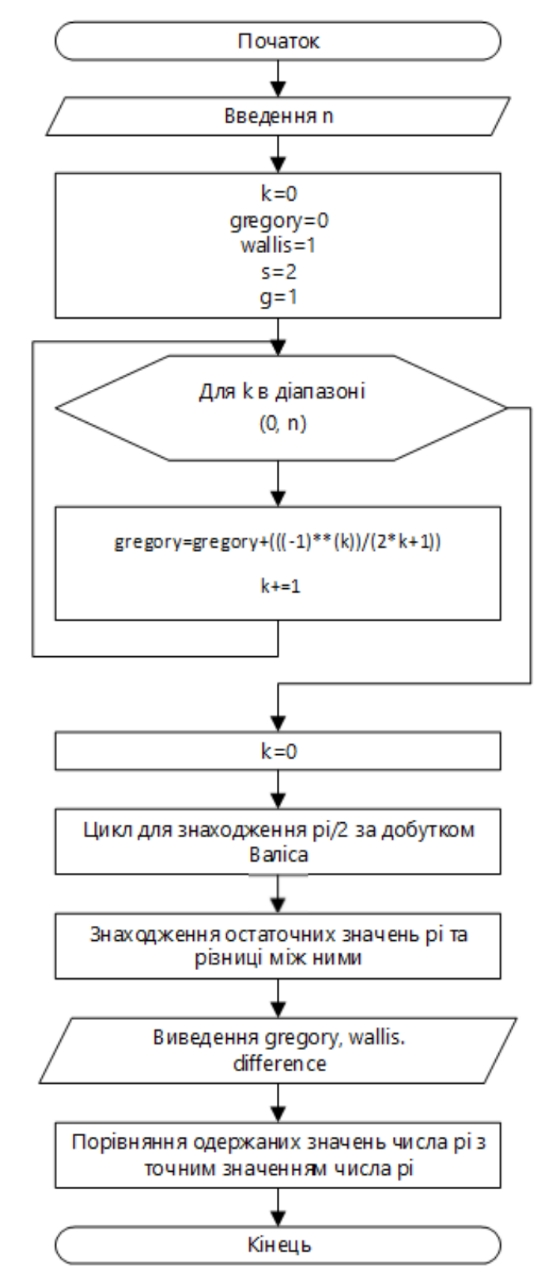 Початок
Введення n
k=0
gregory=0
wallis=1
s=2
g=1
Для k в діапазоні
(0, n)
gregory=gregory+(((-1)**(k))/(2*k+1))
k+=1
k=0
Цикл для знаходження pi/2 за добутком
Валіса
Знаходження остаточних значень pi та
різниці між ними
Виведення gregory, wallis.
difference
Порівняння одержаних значень числа pi з
точним значенням числа pi
Кінець